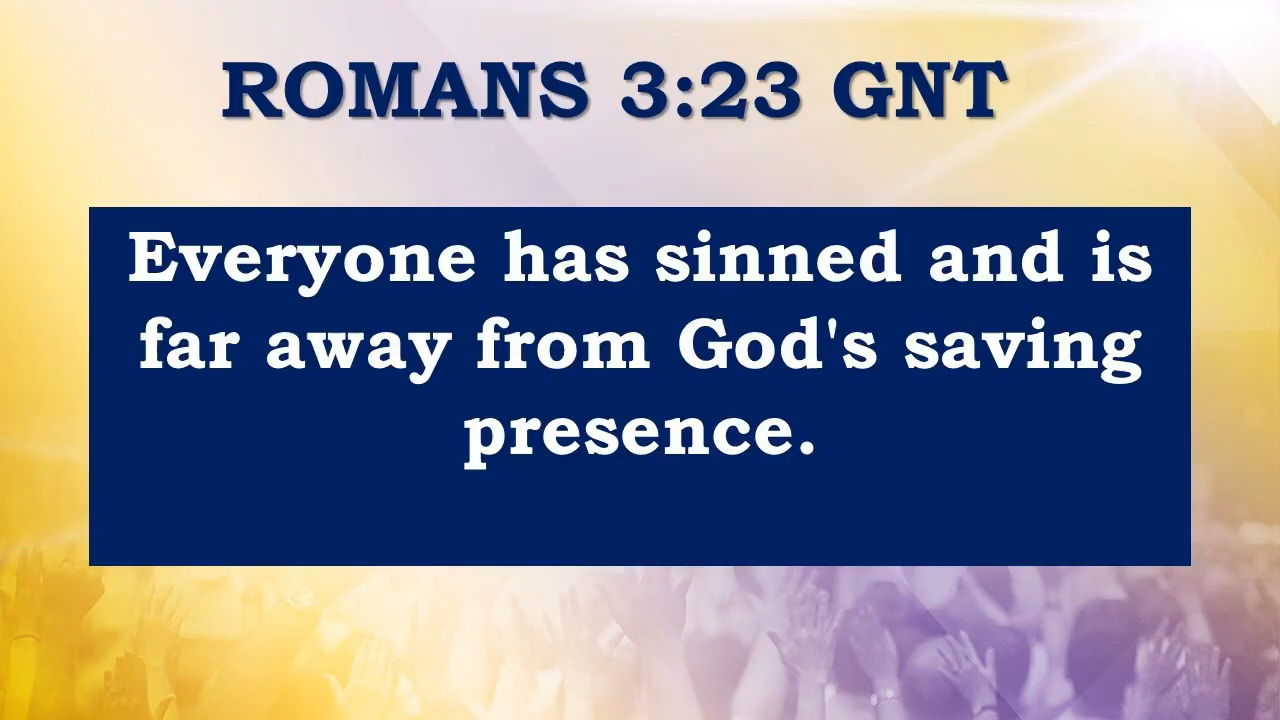 ROMANS 3:23 GNT
Everyone has sinned and is
far away from God's saving
presence.